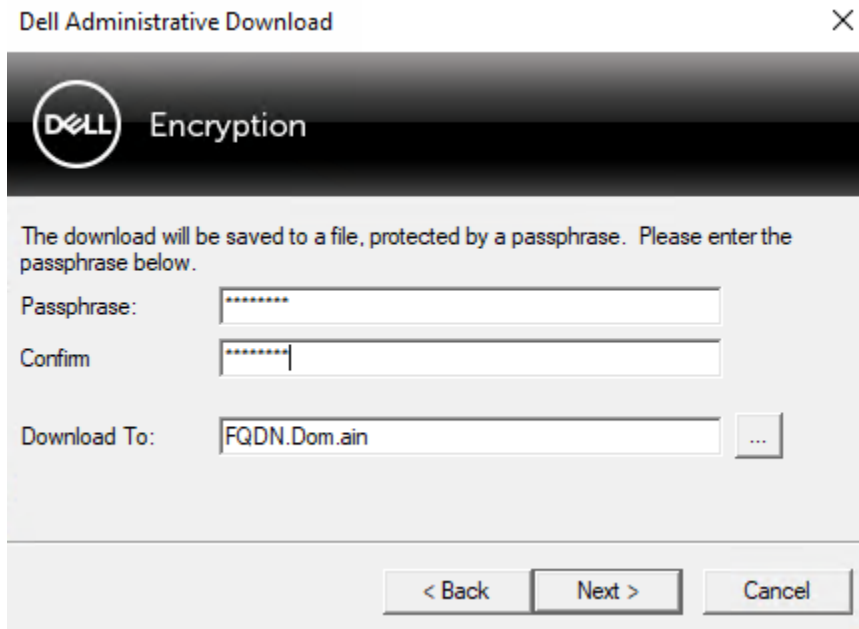 Dell Administrative Download
DELL Encryption
The download will be saved to a file, protected by a passphrase. Please enter the
passphrase below.
Passphrase: ********
Confirm ********
Download To: FQDN.Dom.ain ...
< Back Next > Cancel